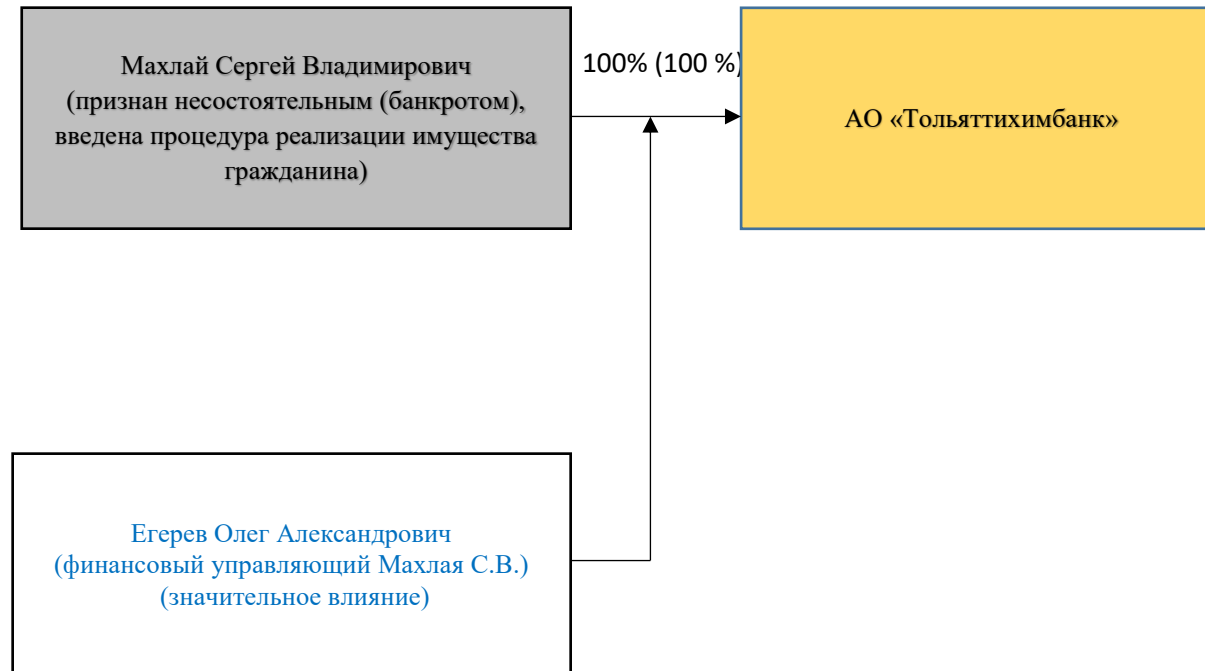 Махлай Сергей Владимирович
(признан несостоятельным (банкротом),
введена процедура реализации имущества
гражданина)
100% (100 %)
АО «Тольяттихимбанк»
Егерев Олег Александрович
(финансовый управляющий Махлая С.В.)
(значительное влияние)